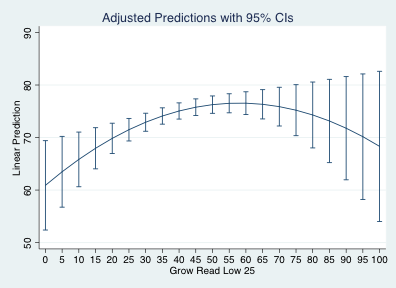 Adjusted Predictions with 95% CIs
Linear Prediction
90
80
70
60
50
0 5 10 15 20 25 30 35 40 45 50 55 60 65 70 75 80 85 90 95 100
Grow Read Low 25